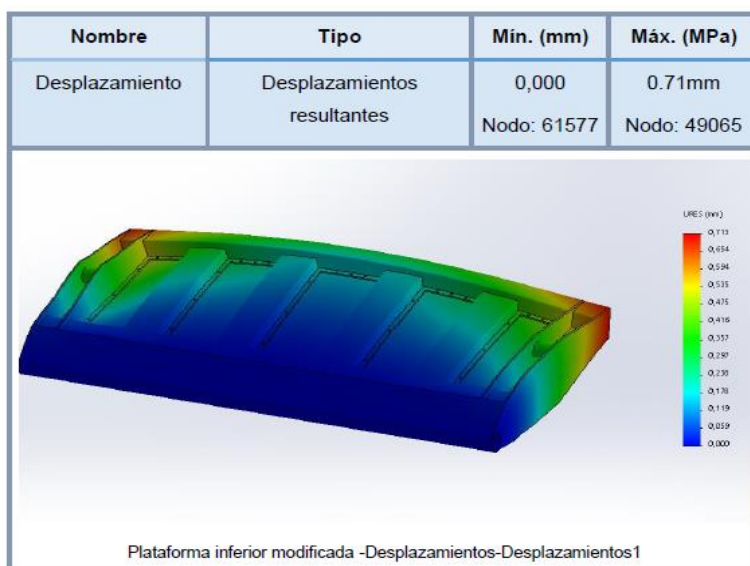 Nombre Tipo Mín. (mm) Máx. (MPa)
Desplazamiento Desplazamientos 0,000 0.71mm
resultantes Nodo: 61577 Nodo: 49065
URES (mm)
0,713
0,654
0,594
0,535
0,475
0,416
0,357
0,297
0,238
0,178
0,119
0,059
0,000
Plataforma inferior modificada -Desplazamientos-Desplazamientos1